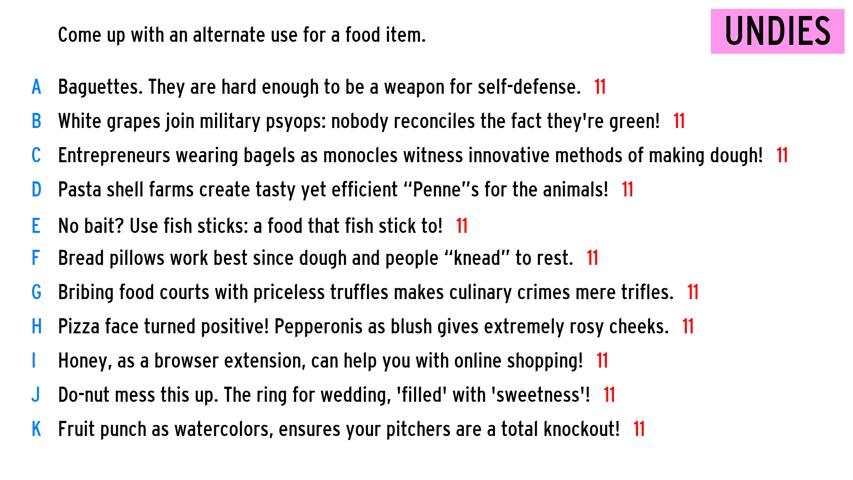 UNDIES
Come up with an alternate use for a food item.
A Baguettes. They are hard enough to be a weapon for self-defense. 11
B White grapes join military psyops: nobody reconciles the fact they're green! 11
C Entrepreneurs wearing bagels as monocles witness innovative methods of making dough! 11
D Pasta shell farms create tasty yet efficient “Penne”s for the animals! 11
E No bait? Use fish sticks: a food that fish stick to! 11
F Bread pillows work best since dough and people “knead” to rest. 11
G Bribing food courts with priceless truffles makes culinary crimes mere trifles. 11
H Pizza face turned positive! Pepperonis as blush gives extremely rosy cheeks. 11
I Honey, as a browser extension, can help you with online shopping! 11
J Do-nut mess this up. The ring for wedding, 'filled' with 'sweetness'! 11
K Fruit punch as watercolors, ensures your pitchers are a total knockout! 11